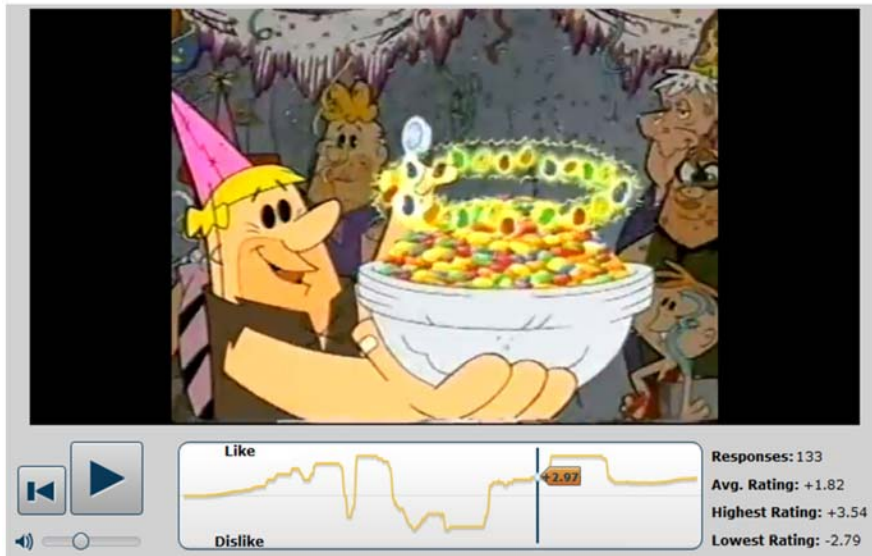 Like
+2.97
Dislike
Responses: 133
Avg. Rating: +1.82
Highest Rating: +3.54
Lowest Rating: -2.79